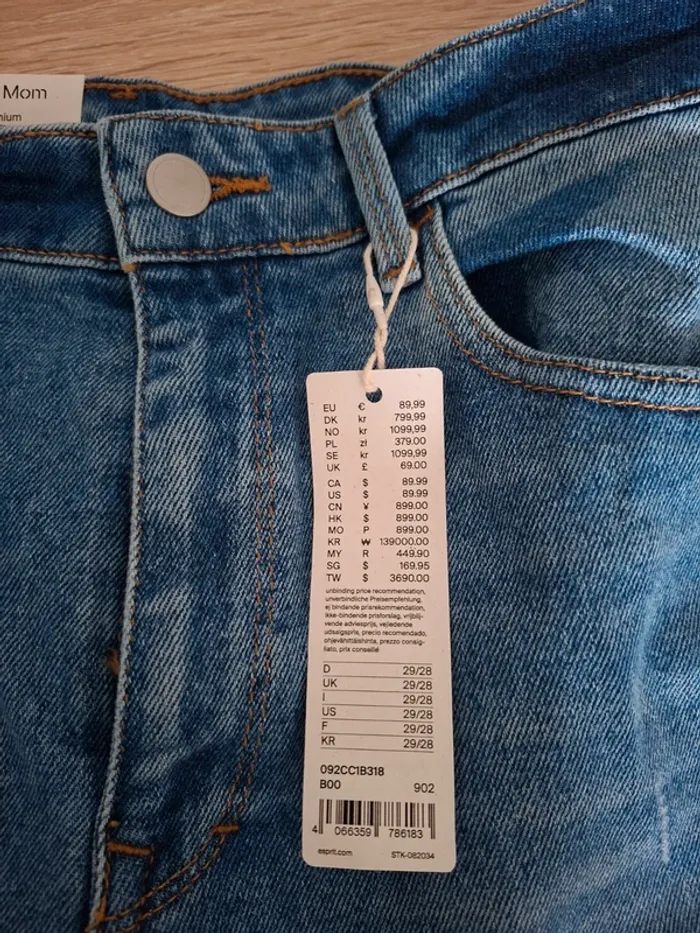 Mom
nium
EU € 89,99
DK kr 799,99
NO kr 1099,99
PL zł 379.00
SE kr 1099,99
UK £ 69.00
CA $ 89.99
US $ 89.99
CN ¥ 899.00
HK $ 899.00
MO P 899.00
KR ₩ 139000.00
MY R 449.90
SG $ 169.95
TW $ 3690.00
unbinding price recommendation,
unverbindliche Preisempfehlung,
ej bindande prisrekommendation,
ikke-bindende prisforslag, vrijblij-
vende adviesprijs, vejledende
udsalgspris, precio recomendado,
ohjevähittäishinta, prezzo consig-
liato, prix conseillé
D 29/28
UK 29/28
I 29/28
US 29/28
F 29/28
KR 29/28
092CC1B318
B00 902
4 066359 786183
esprit.com STK-082034